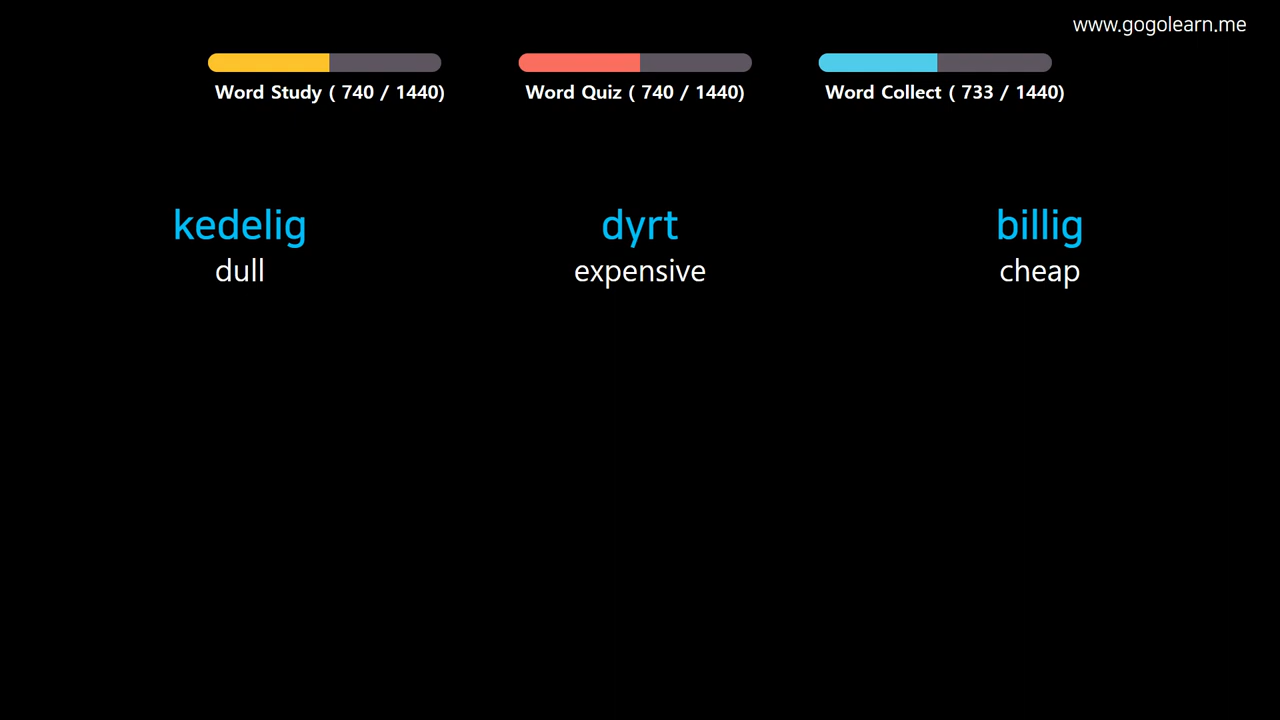 www.gogolearn.me
Word Study ( 740 / 1440)
Word Quiz ( 740 / 1440)
Word Collect ( 733 / 1440)
kedelig
dull
dyrt
expensive
billig
cheap